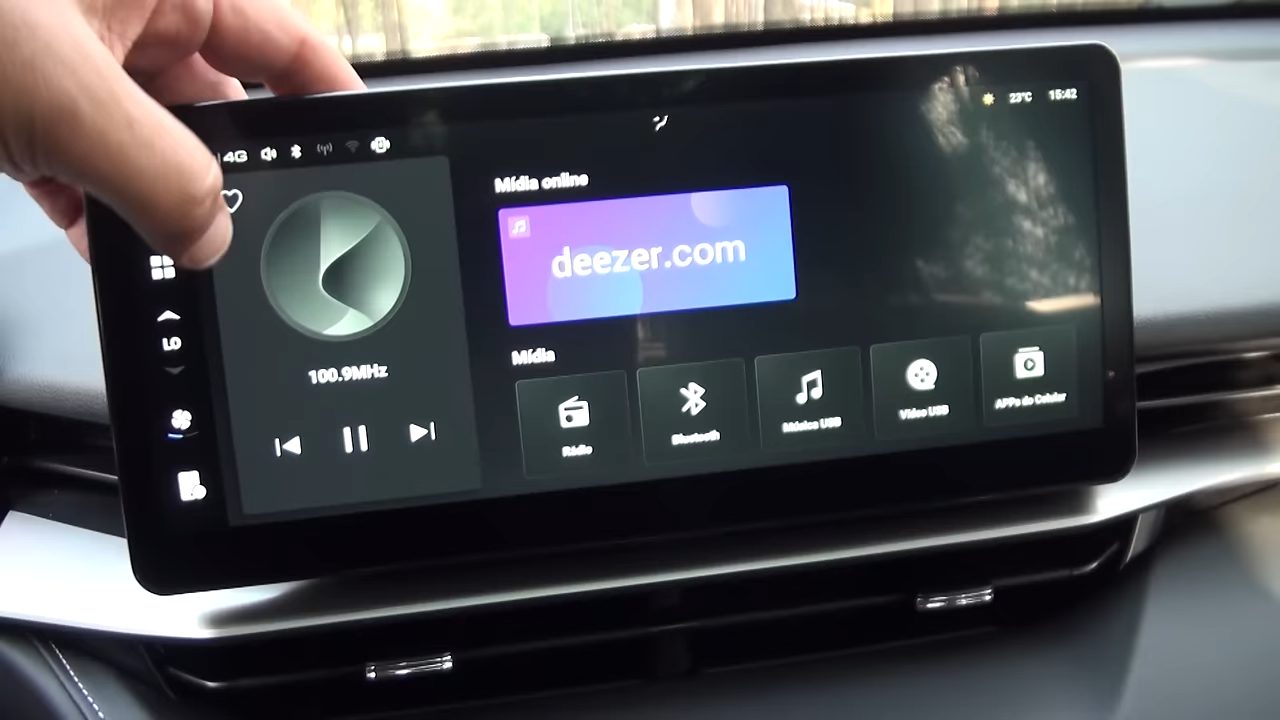 4G
23°C
15:42
LO
100.9MHz
Mídia online
deezer.com
Mídia
Rádio
Bluetooth
Música USB
Vídeo USB
APPs do Celular